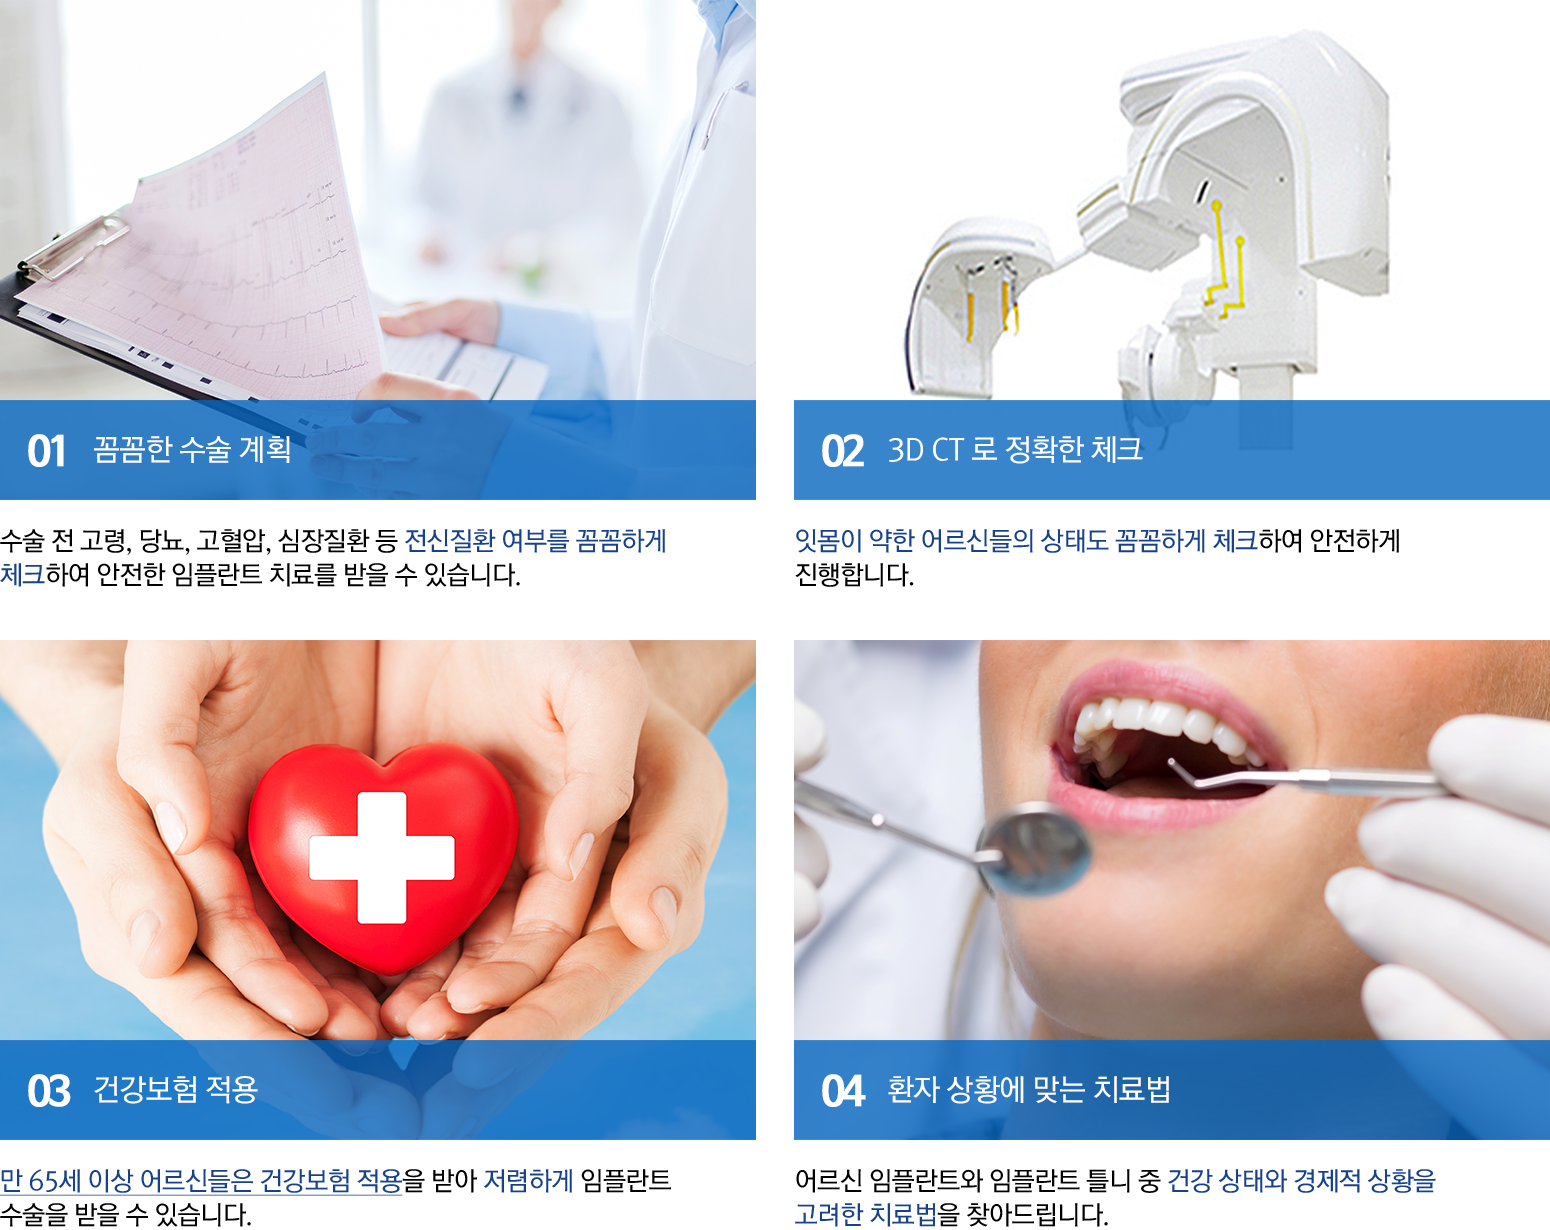 01 꼼꼼한 수술 계획
수술 전 고령, 당뇨, 고혈압, 심장질환 등 전신질환 여부를 꼼꼼하게
체크하여 안전한 임플란트 치료를 받을 수 있습니다.
02 3D CT 로 정확한 체크
잇몸이 약한 어르신들의 상태도 꼼꼼하게 체크하여 안전하게
진행합니다.
03 건강보험 적용
만 65세 이상 어르신들은 건강보험 적용을 받아 저렴하게 임플란트
수술을 받을 수 있습니다.
04 환자 상황에 맞는 치료법
어르신 임플란트와 임플란트 틀니 중 건강 상태와 경제적 상황을
고려한 치료법을 찾아드립니다.